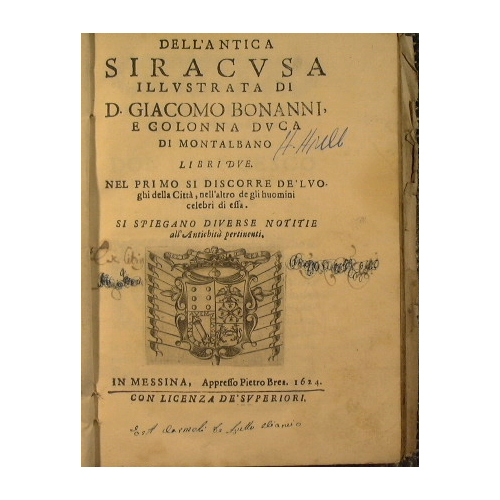 DELL'ANTICA
SIRACVSA
ILLVSTRATA DI
D. GIACOMO BONANNI,
E COLONNA DVCA
DI MONTALBANO
LIBRI DVE.
NEL PRIMO SI DISCORRE DE'LVO-
ghi della Città, nell'altro de gli huomini
celebri di essa.
SI SPIEGANO DIVERSE NOTITIE
all'Antichità pertinenti.
IN MESSINA, Appresso Pietro Brea. 1624.
CON LICENZA DE'SVPERIORI.